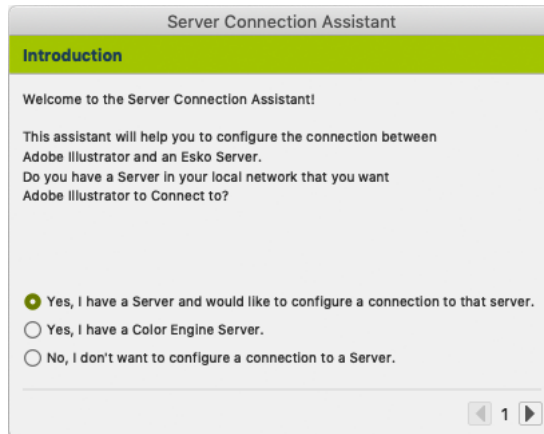 Server Connection Assistant
Introduction
Welcome to the Server Connection Assistant!
This assistant will help you to configure the connection between
Adobe Illustrator and an Esko Server.
Do you have a Server in your local network that you want
Adobe Illustrator to Connect to?
Yes, I have a Server and would like to configure a connection to that server.
Yes, I have a Color Engine Server.
No, I don't want to configure a connection to a Server.
1